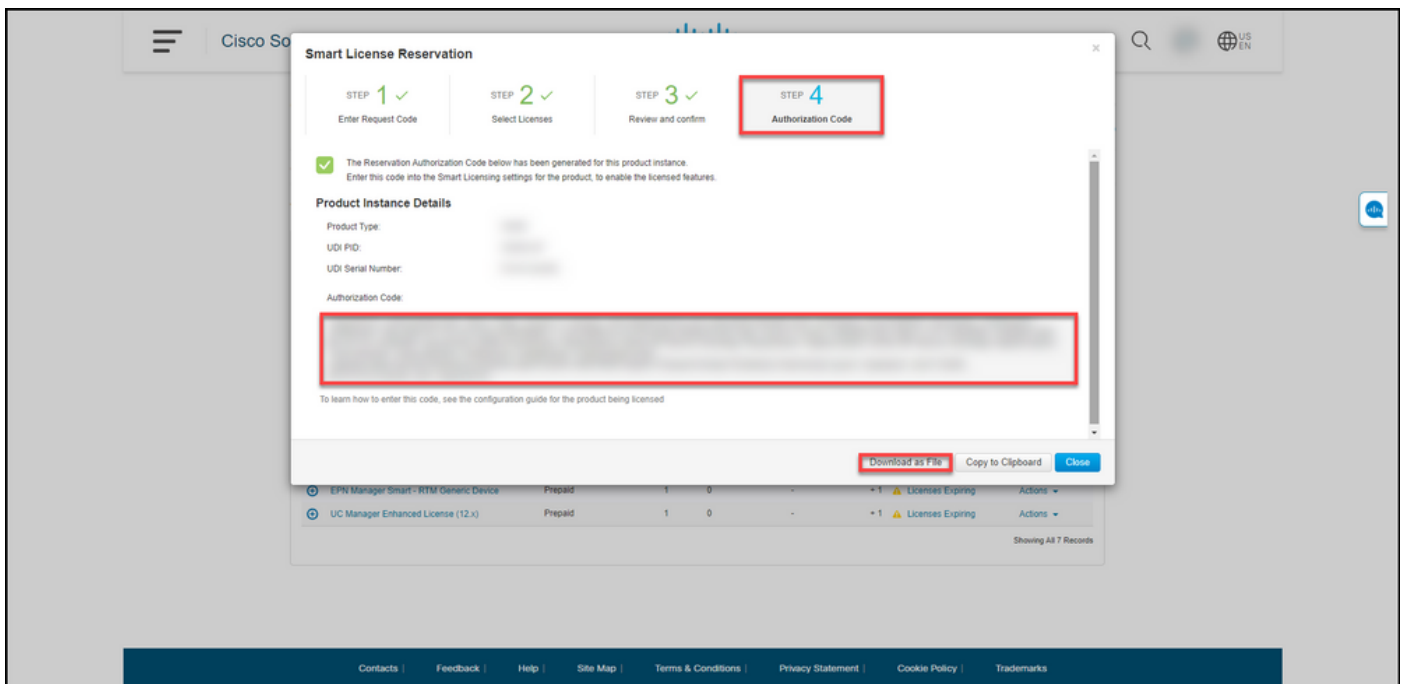 Cisco So
US
EN
Smart License Reservation
×
STEP 1
Enter Request Code
STEP 2
Select Licenses
STEP 3
Review and confirm
STEP 4
Authorization Code
The Reservation Authorization Code below has been generated for this product instance.
Enter this code into the Smart Licensing settings for the product, to enable the licensed features.
Product Instance Details
Product Type:
UDI PID:
UDI Serial Number:
Authorization Code:
To learn how to enter this code, see the configuration guide for the product being licensed
Download as File Copy to Clipboard Close
EPN Manager Smart - RTM Generic Device Prepaid 1 0 - + 1 Licenses Expiring Actions
UC Manager Enhanced License (12.x) Prepaid 1 0 - + 1 Licenses Expiring Actions
Showing All 7 Records
Contacts | Feedback | Help | Site Map | Terms & Conditions | Privacy Statement | Cookie Policy | Trademarks